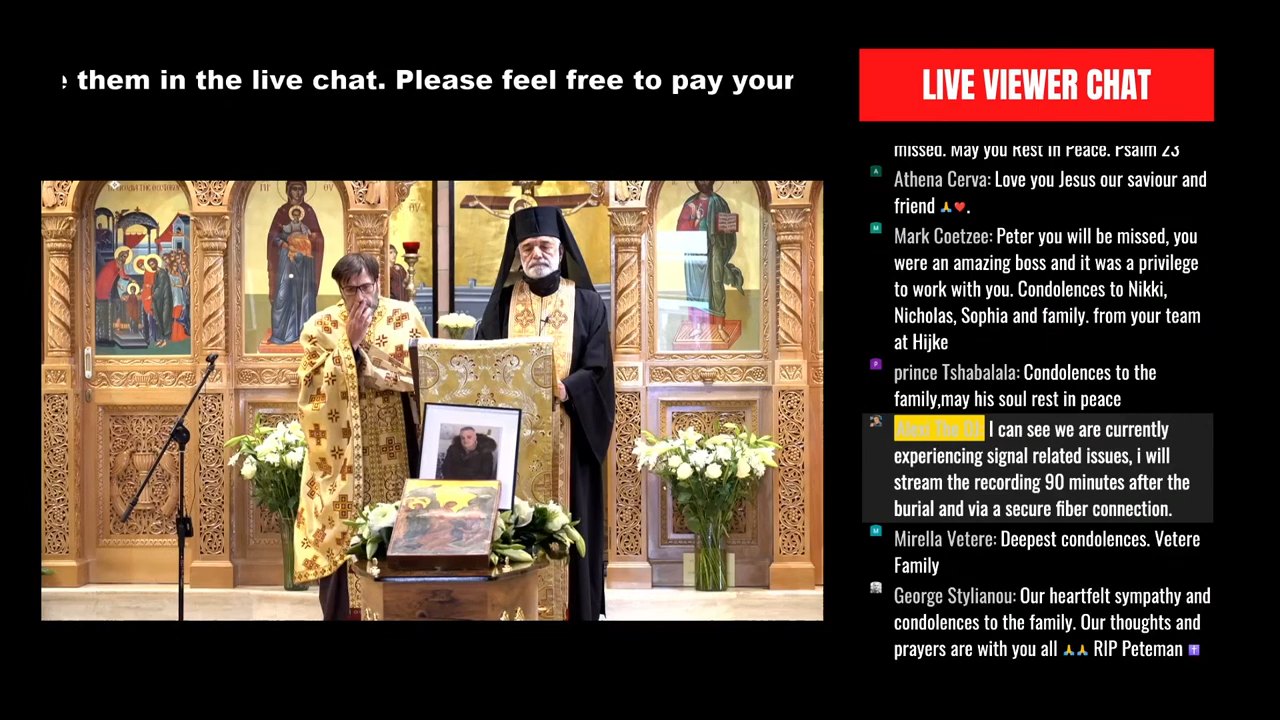 them in the live chat. Please feel free to pay your
LIVE VIEWER CHAT
missed. May you Rest In Peace. Psalm 23
Athena Cerva: Love you Jesus our saviour and
friend 🙏❤️.
Mark Coetzee: Peter you will be missed, you
were an amazing boss and it was a privilege
to work with you. Condolences to Nikki,
Nicholas, Sophia and family. from your team
at Hijke
prince Tshabalala: Condolences to the
family,may his soul rest in peace
Alexi The DJ: I can see we are currently
experiencing signal related issues, i will
stream the recording 90 minutes after the
burial and via a secure fiber connection.
Mirella Vetere: Deepest condolences. Vetere
Family
George Stylianou: Our heartfelt sympathy and
condolences to the family. Our thoughts and
prayers are with you all 🙏🙏 RIP Peteman ✝️